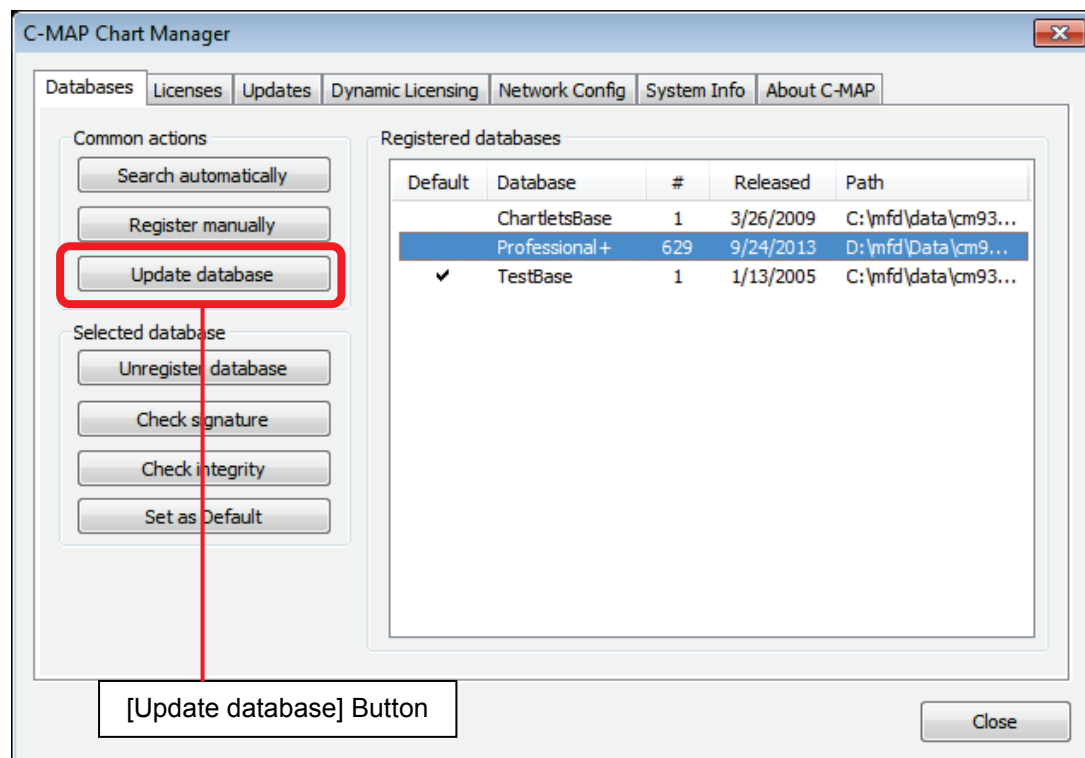 C-MAP Chart Manager
Databases Licenses Updates Dynamic Licensing Network Config System Info About C-MAP
Common actions
Search automatically
Register manually
Update database
Selected database
Unregister database
Check signature
Check integrity
Set as Default
Registered databases
Default Database # Released Path
ChartletsBase 1 3/26/2009 C:\mfd\data\cm93...
Professional+ 629 9/24/2013 D:\mfd\Data\cm9...
✔ TestBase 1 1/13/2005 C:\mfd\data\cm93...
[Update database] Button
Close